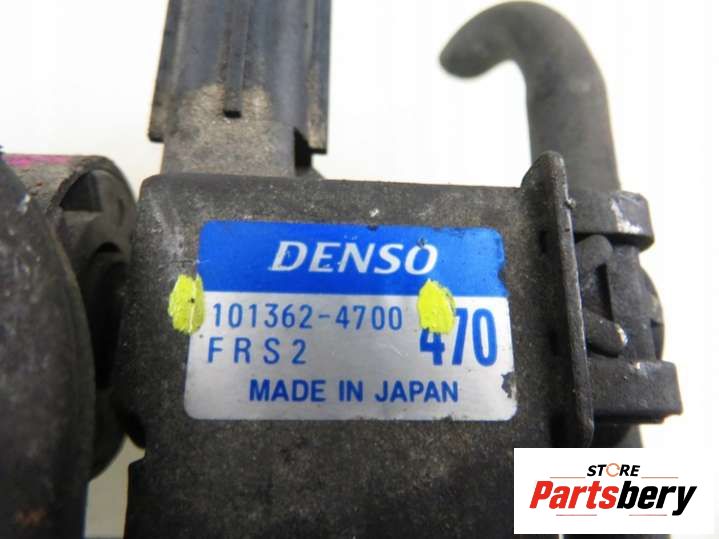 DENSO
101362-4700 470
FRS2
MADE IN JAPAN
STORE
Partsbery